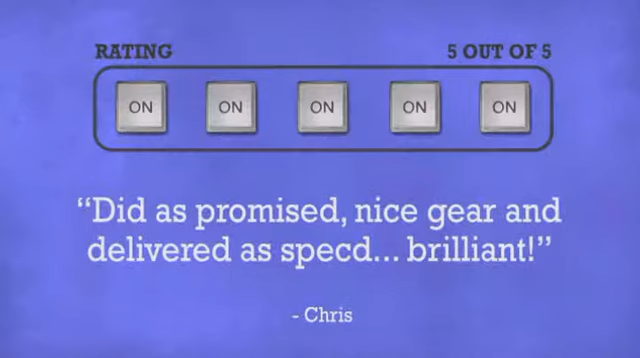 RATING 5 OUT OF 5
ON ON ON ON ON
“Did as promised, nice gear and
delivered as specd... brilliant!”
- Chris